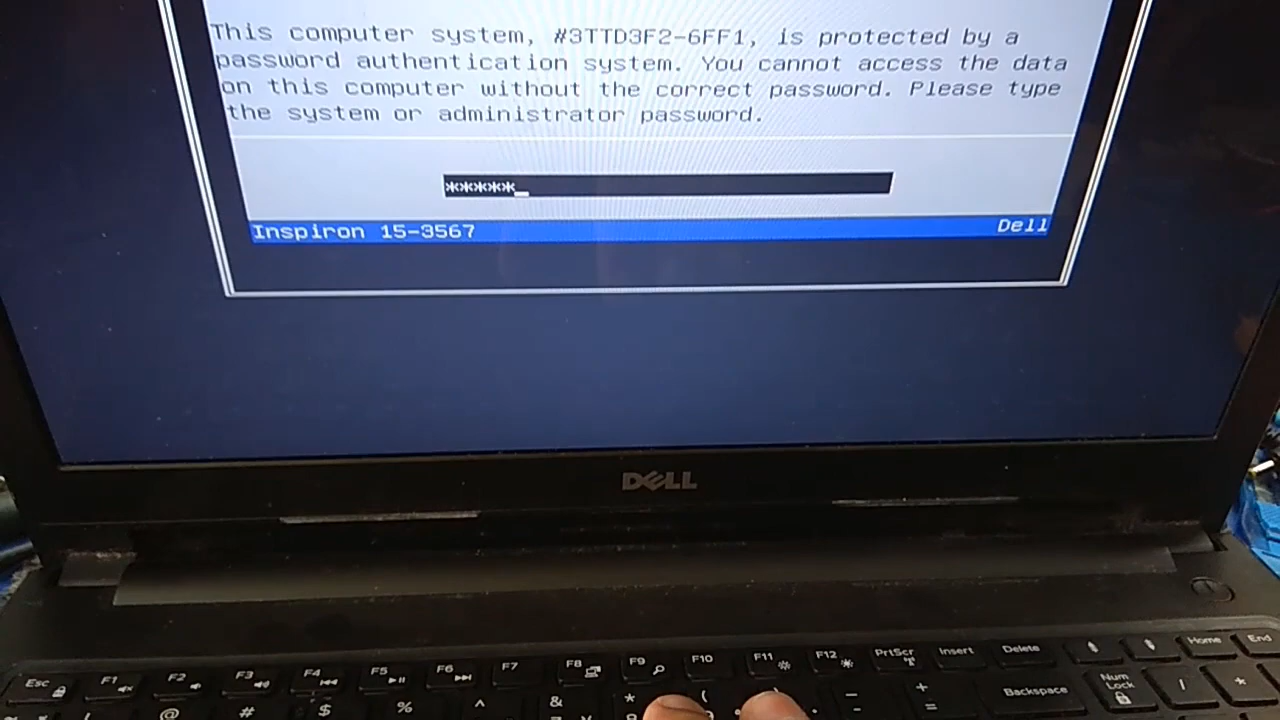 This computer system, #3TTD3F2-6FF1, is protected by a
password authentication system. You cannot access the data
on this computer without the correct password. Please type
the system or administrator password.
*****_
Inspiron 15-3567 Dell
DELL
Esc F1 F2 F3 F4 F5 F6 F7 F8 F9 F10 F11 F12 PrtScr Insert Delete Home End
@ # $ % ^ & * ( ) - = + Backspace Num Lock / *